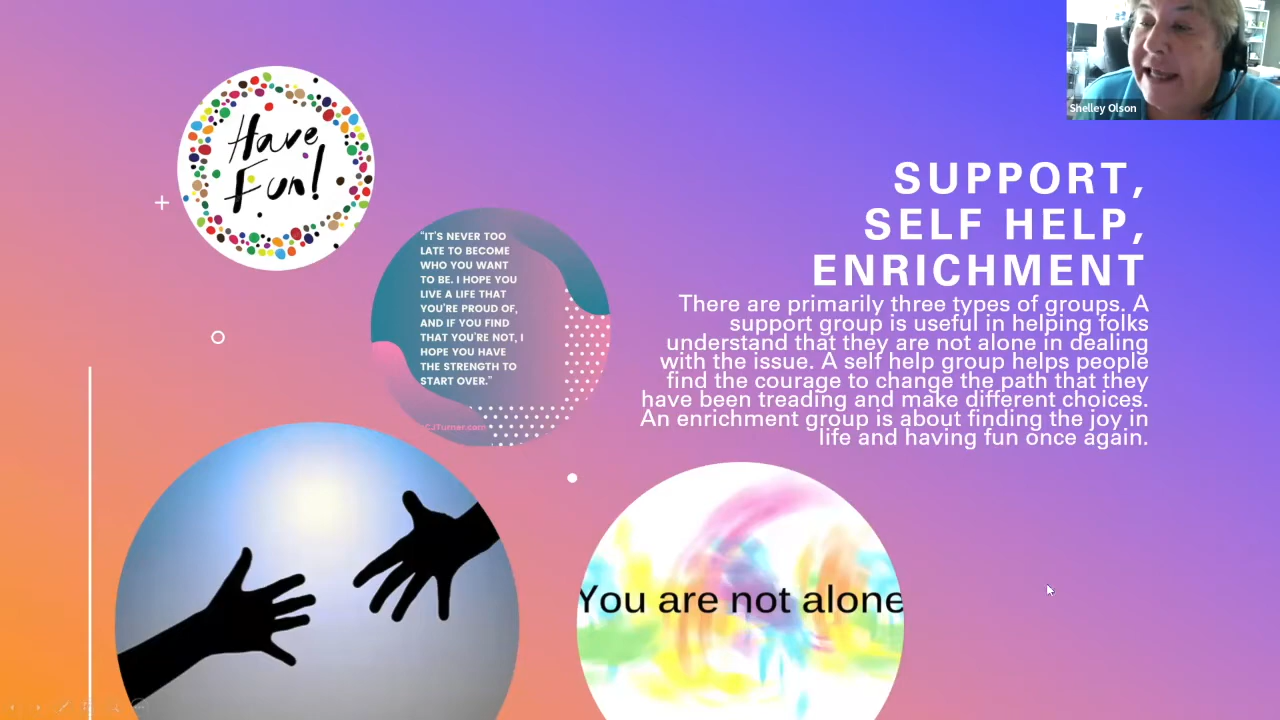 Shelley Olson
Have
Fun!
SUPPORT,
SELF HELP,
ENRICHMENT
There are primarily three types of groups. A
support group is useful in helping folks
understand that they are not alone in dealing
with the issue. A self help group helps people
find the courage to change the path that they
have been treading and make different choices.
An enrichment group is about finding the joy in
life and having fun once again.
"IT'S NEVER TOO
LATE TO BECOME
WHO YOU WANT
TO BE. I HOPE YOU
LIVE A LIFE THAT
YOU'RE PROUD OF,
AND IF YOU FIND
THAT YOU'RE NOT, I
HOPE YOU HAVE
THE STRENGTH TO
START OVER."
CJTurner.com
You are not alone